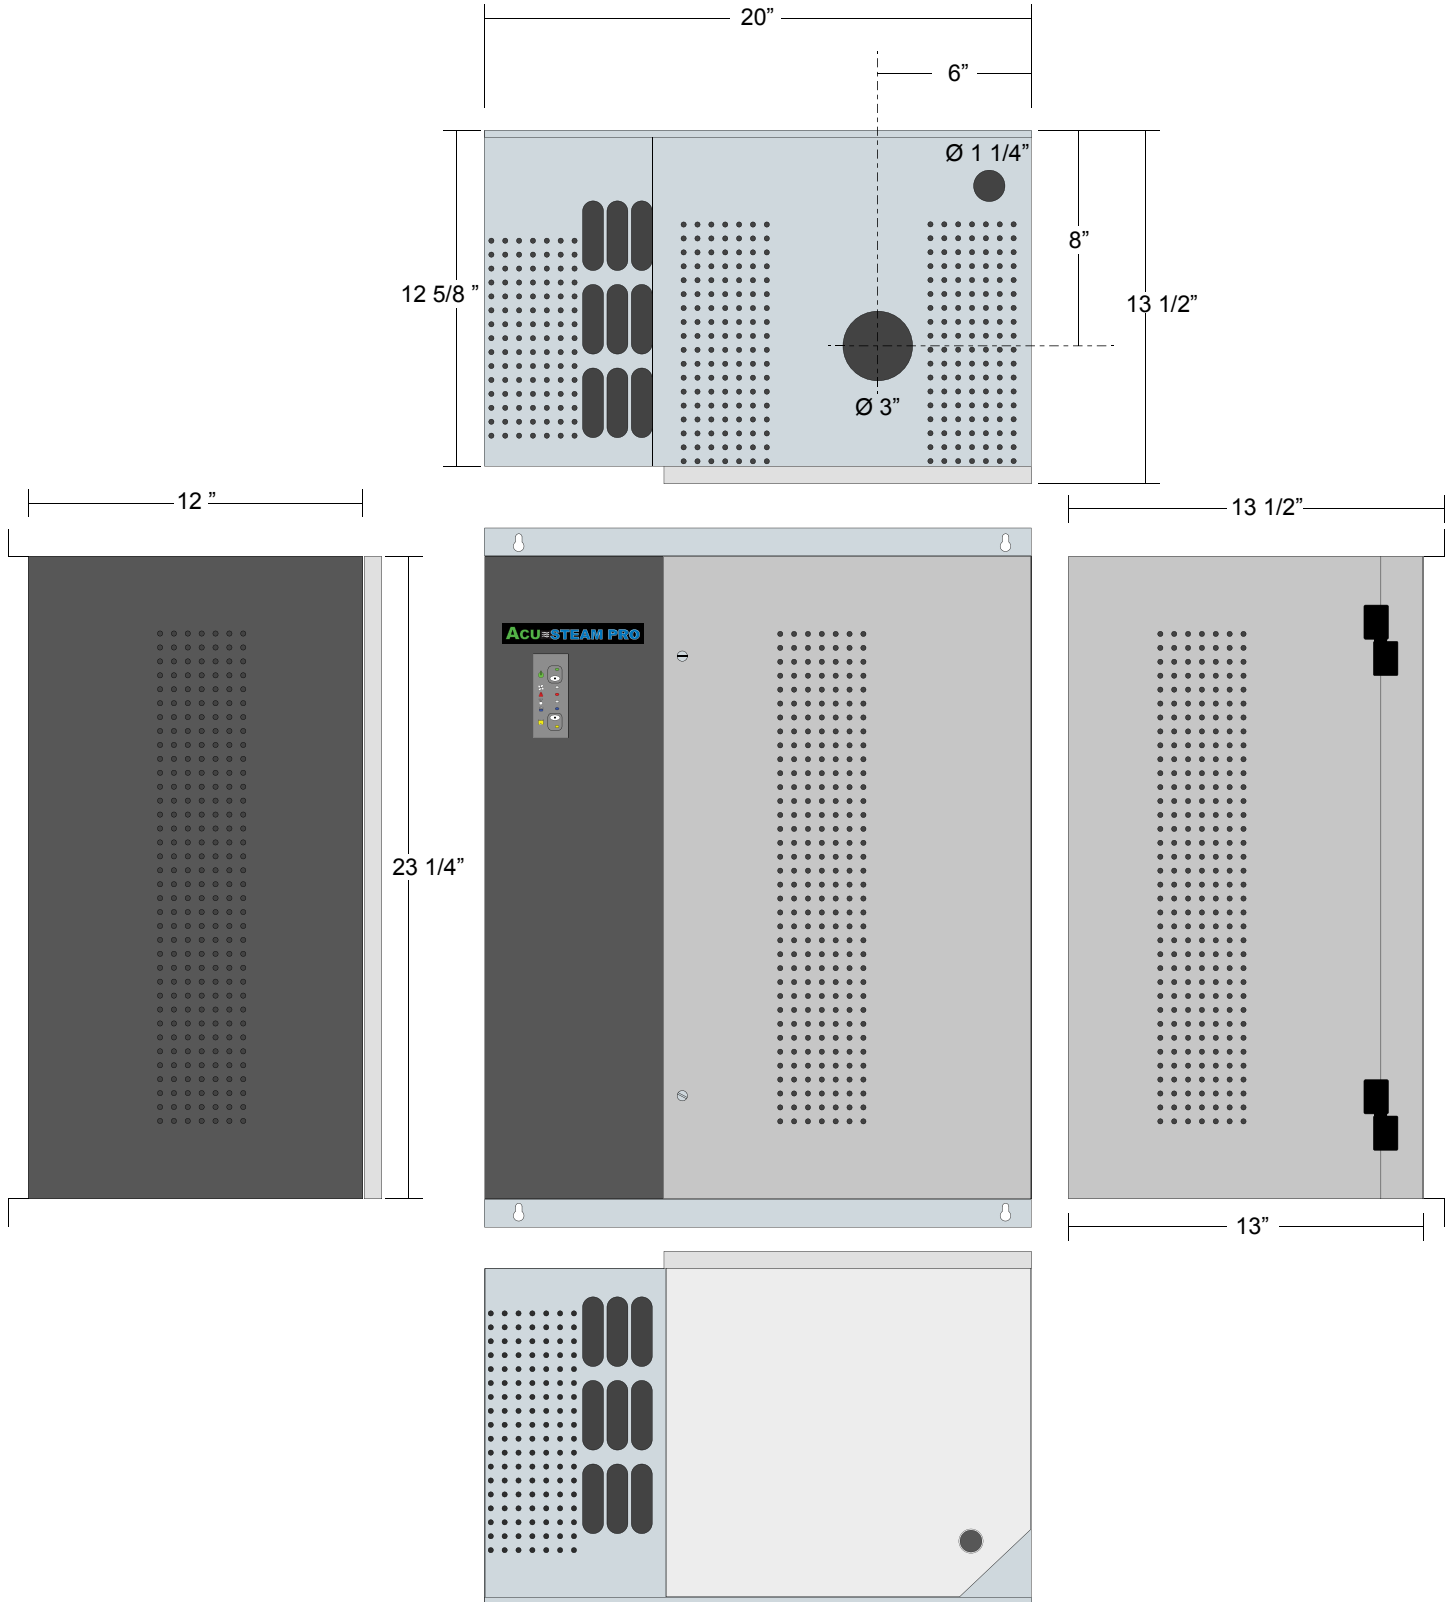 20”
6”
Ø 1 1/4”
8”
12 5/8 ”
13 1/2”
Ø 3”
12 ”
13 1/2”
ACU≋STEAM PRO
23 1/4”
13”